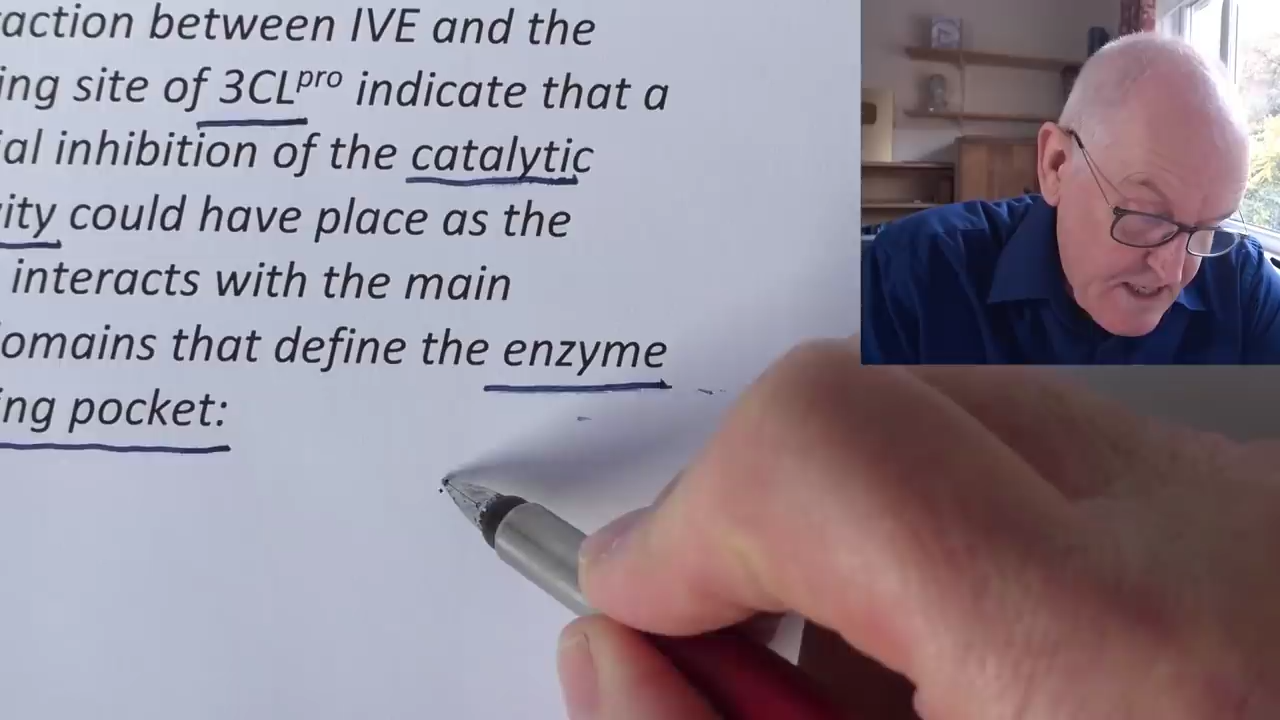 action between IVE and the
ing site of 3CLᵖʳᵒ indicate that a
ial inhibition of the catalytic
ity could have place as the
interacts with the main
omains that define the enzyme
ing pocket: